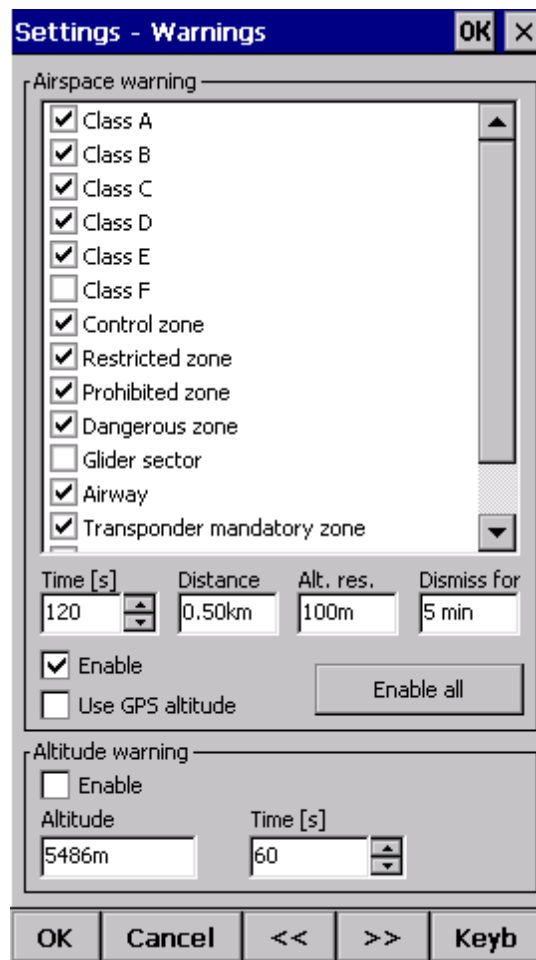 Settings - Warnings OK ×
Airspace warning
Class A
Class B
Class C
Class D
Class E
Class F
Control zone
Restricted zone
Prohibited zone
Dangerous zone
Glider sector
Airway
Transponder mandatory zone
Time [s] Distance Alt. res. Dismiss for
120 0.50km 100m 5 min
Enable
Use GPS altitude
Enable all
Altitude warning
Enable
Altitude Time [s]
5486m 60
OK Cancel << >> Keyb